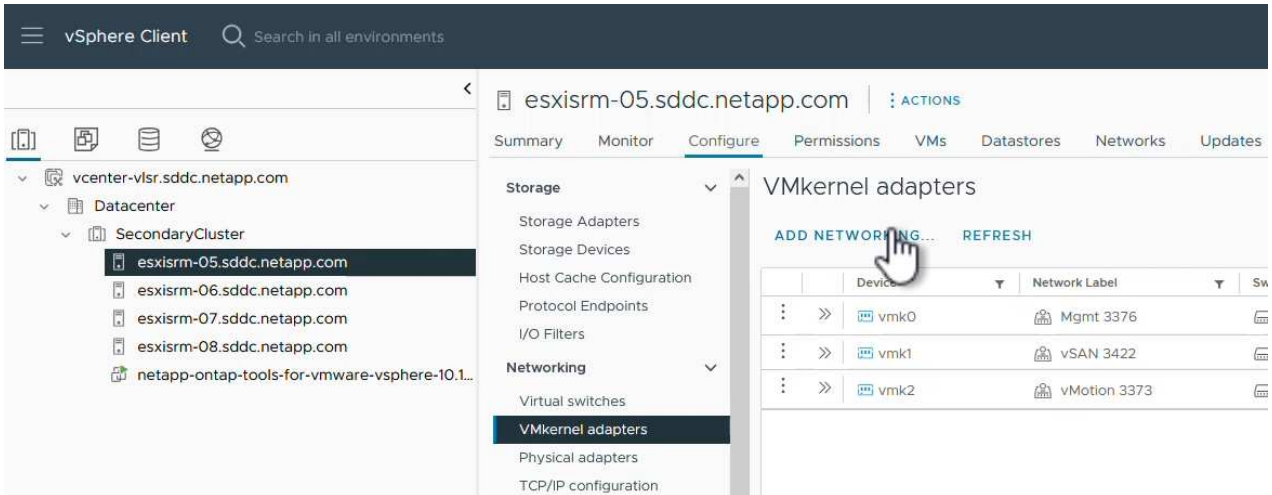 vSphere Client Search in all environments
esxisrm-05.sddc.netapp.com ACTIONS
Summary Monitor Configure Permissions VMs Datastores Networks Updates
vcenter-vlsr.sddc.netapp.com
Datacenter
SecondaryCluster
esxisrm-05.sddc.netapp.com
esxisrm-06.sddc.netapp.com
esxisrm-07.sddc.netapp.com
esxisrm-08.sddc.netapp.com
netapp-ontap-tools-for-vmware-vsphere-10.1...
Storage
Storage Adapters
Storage Devices
Host Cache Configuration
Protocol Endpoints
I/O Filters
Networking
Virtual switches
VMkernel adapters
Physical adapters
TCP/IP configuration
VMkernel adapters
ADD NETWORKING... REFRESH
Device Network Label Sw
vmk0 Mgmt 3376
vmk1 vSAN 3422
vmk2 vMotion 3373